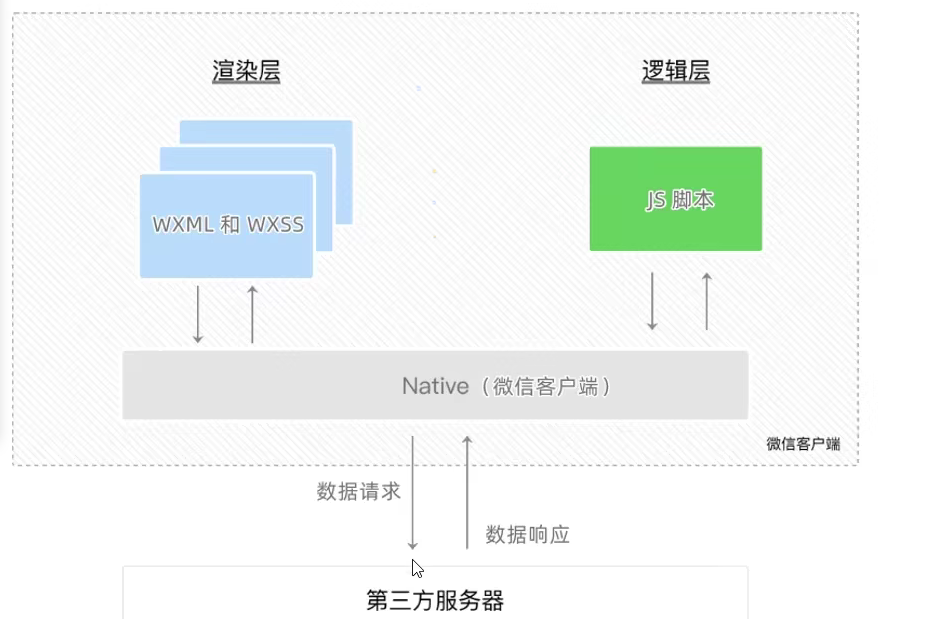 渲染层
逻辑层
WXML 和 WXSS
JS 脚本
Native（微信客户端）
微信客户端
数据请求
数据响应
第三方服务器